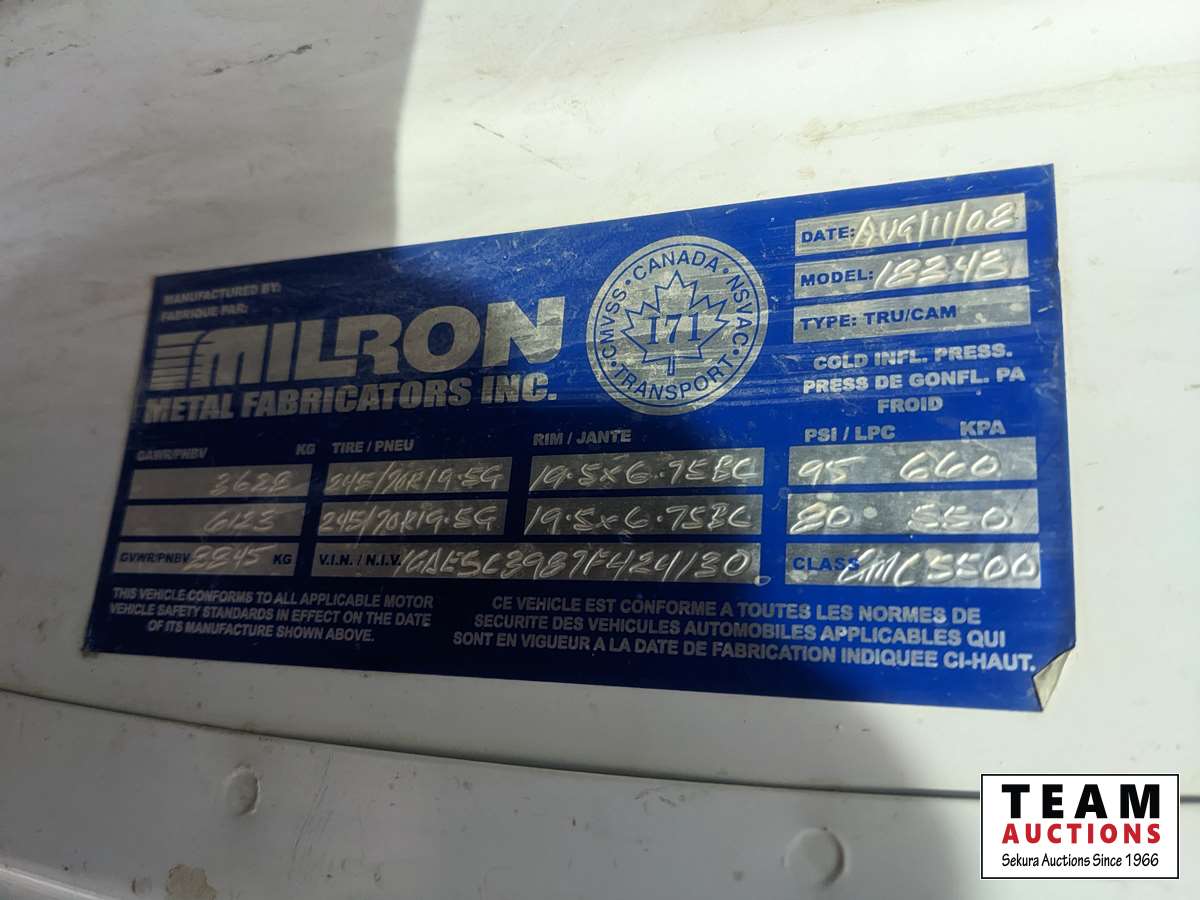 MANUFACTURED BY:
FABRIQUE PAR:
MILRON
METAL FABRICATORS INC.
CMVSS · CANADA · NSVAC · TRANSPORT ·
171
DATE: AUG/11/08
MODEL:
TYPE: TRU/CAM
COLD INFL. PRESS.
PRESS DE GONFL. PA
FROID
GAWR/PNBV KG TIRE / PNEU RIM / JANTE PSI / LPC KPA
3628 245/70R19.5G 19.5x6.75BC 95 660
6123 245/70R19.5G 19.5x6.75BC 80 550
GVWR/PNBV 8845 KG V.I.N. / N.I.V. CLASS GMC 5500
THIS VEHICLE CONFORMS TO ALL APPLICABLE MOTOR
VEHICLE SAFETY STANDARDS IN EFFECT ON THE DATE
OF ITS MANUFACTURE SHOWN ABOVE.
CE VEHICLE EST CONFORME A TOUTES LES NORMES DE
SECURITE DES VEHICULES AUTOMOBILES APPLICABLES QUI
SONT EN VIGUEUR A LA DATE DE FABRICATION INDIQUEE CI-HAUT.
TEAM
AUCTIONS
Sekura Auctions Since 1966